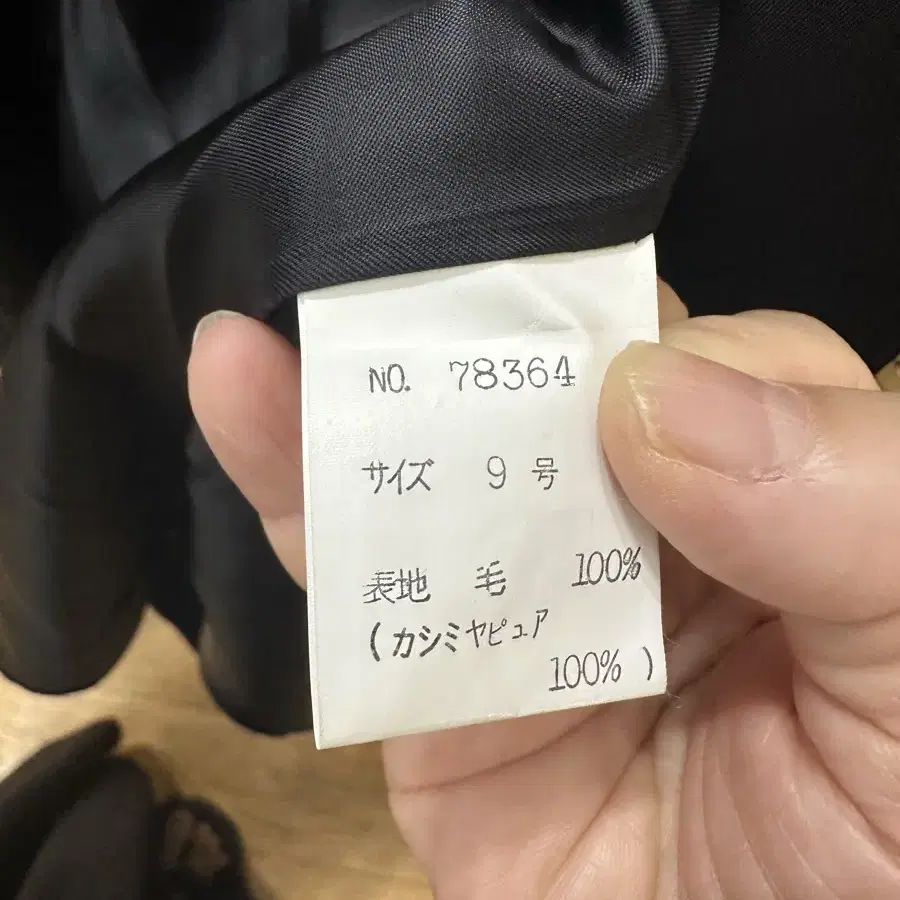 NO. 78364
サイズ 9 号
表地 毛 100%
(カシミヤピュア
100%)